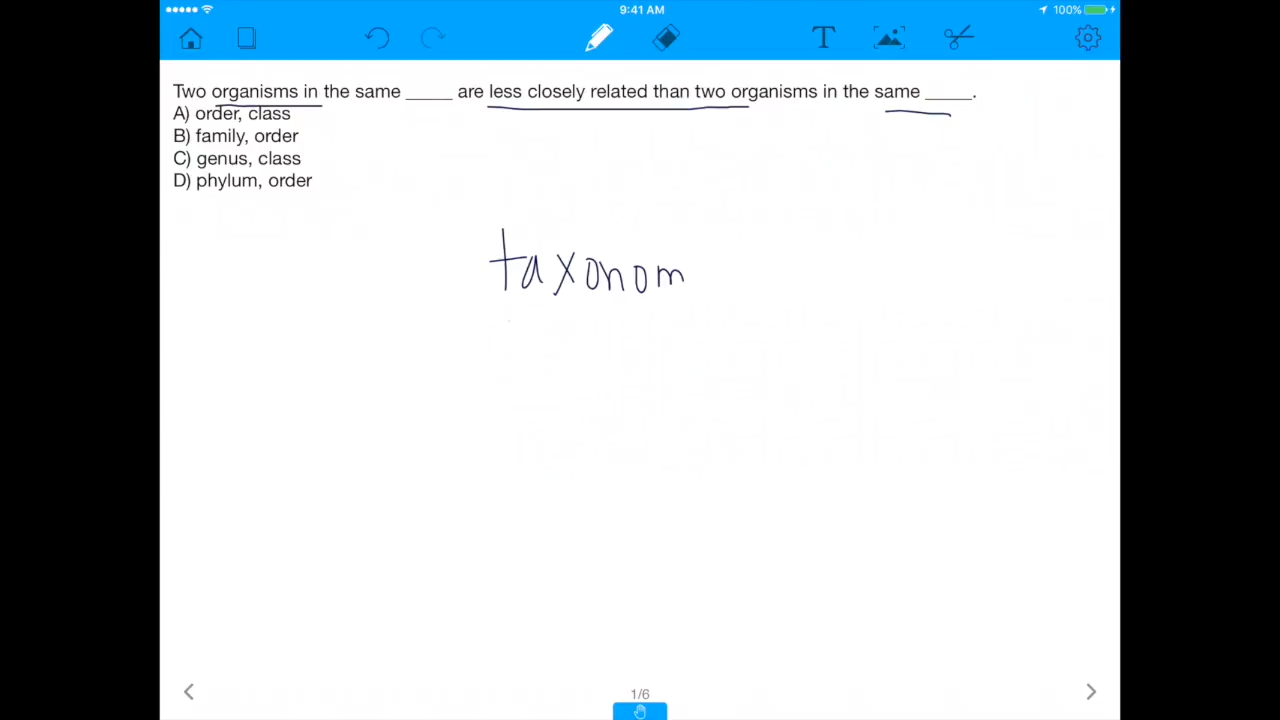 9:41 AM
100%
T
Two organisms in the same _____ are less closely related than two organisms in the same _____.
A) order, class
B) family, order
C) genus, class
D) phylum, order
taxonom
1/6